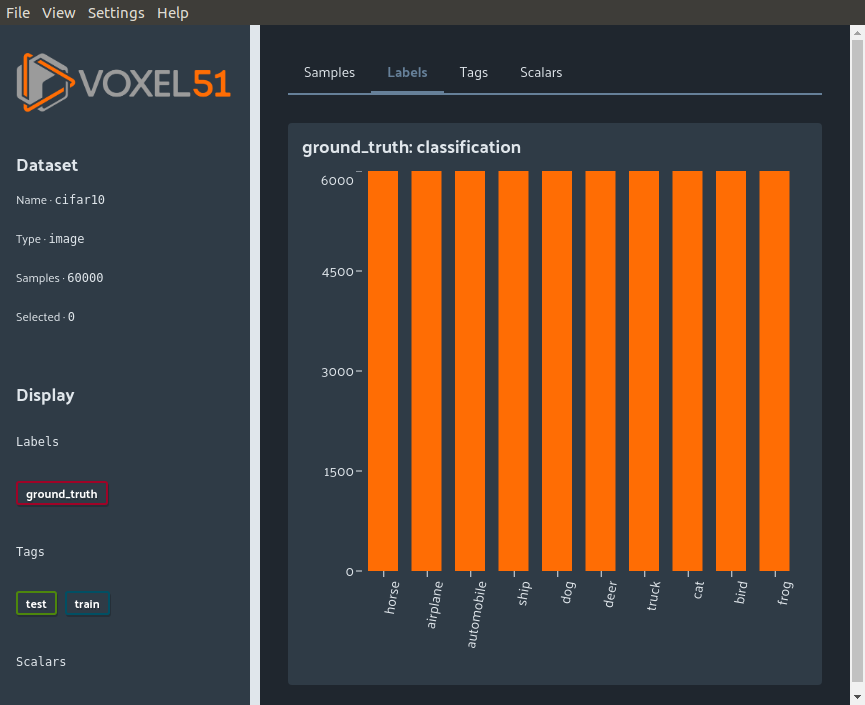 File View Settings Help
VOXEL51
Dataset
Name · cifar10
Type · image
Samples · 60000
Selected · 0
Display
Labels
ground_truth
Tags
test train
Scalars
Samples Labels Tags Scalars
ground_truth: classification
6000
4500
3000
1500
0
horse airplane automobile ship dog deer truck cat bird frog